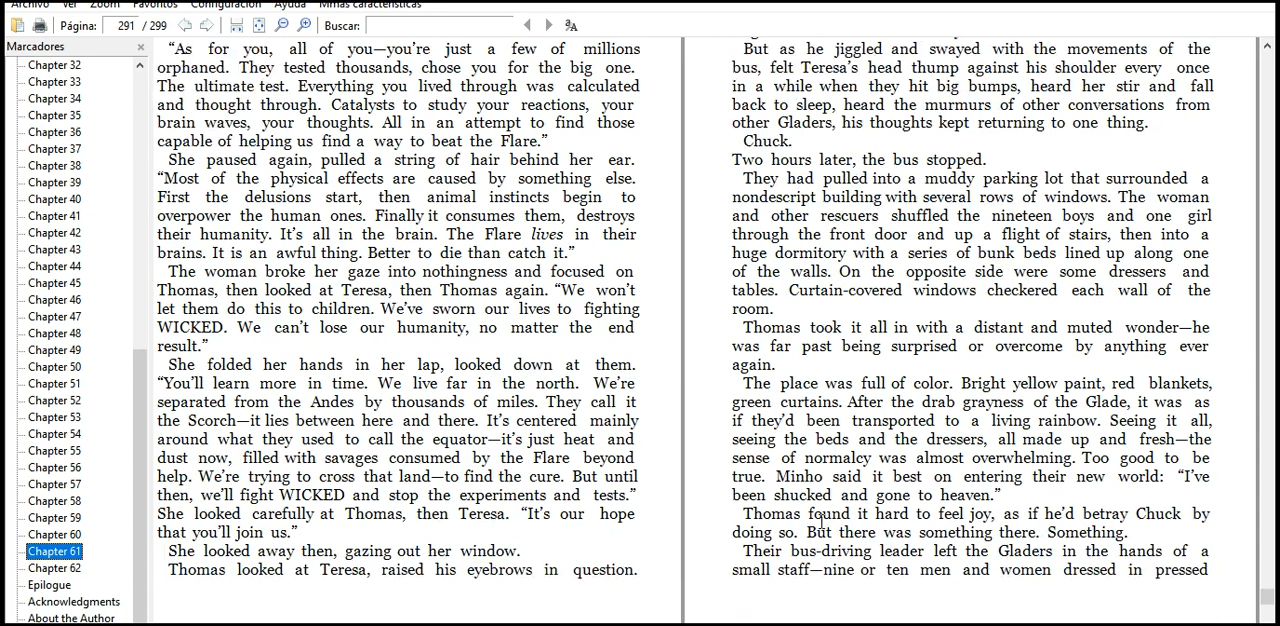 Archivo Ver Zoom Favoritos Configuración Ayuda Minas características
Página: 291 / 299 Buscar:
Marcadores
Chapter 32
Chapter 33
Chapter 34
Chapter 35
Chapter 36
Chapter 37
Chapter 38
Chapter 39
Chapter 40
Chapter 41
Chapter 42
Chapter 43
Chapter 44
Chapter 45
Chapter 46
Chapter 47
Chapter 48
Chapter 49
Chapter 50
Chapter 51
Chapter 52
Chapter 53
Chapter 54
Chapter 55
Chapter 56
Chapter 57
Chapter 58
Chapter 59
Chapter 60
Chapter 61
Chapter 62
Epilogue
Acknowledgments
About the Author
“As for you, all of you—you’re just a few of millions
orphaned. They tested thousands, chose you for the big one.
The ultimate test. Everything you lived through was calculated
and thought through. Catalysts to study your reactions, your
brain waves, your thoughts. All in an attempt to find those
capable of helping us find a way to beat the Flare.”
She paused again, pulled a string of hair behind her ear.
“Most of the physical effects are caused by something else.
First the delusions start, then animal instincts begin to
overpower the human ones. Finally it consumes them, destroys
their humanity. It’s all in the brain. The Flare lives in their
brains. It is an awful thing. Better to die than catch it.”
The woman broke her gaze into nothingness and focused on
Thomas, then looked at Teresa, then Thomas again. “We won’t
let them do this to children. We’ve sworn our lives to fighting
WICKED. We can’t lose our humanity, no matter the end
result.”
She folded her hands in her lap, looked down at them.
“You’ll learn more in time. We live far in the north. We’re
separated from the Andes by thousands of miles. They call it
the Scorch—it lies between here and there. It’s centered mainly
around what they used to call the equator—it’s just heat and
dust now, filled with savages consumed by the Flare beyond
help. We’re trying to cross that land—to find the cure. But until
then, we’ll fight WICKED and stop the experiments and tests.”
She looked carefully at Thomas, then Teresa. “It’s our hope
that you’ll join us.”
She looked away then, gazing out her window.
Thomas looked at Teresa, raised his eyebrows in question.
But as he jiggled and swayed with the movements of the
bus, felt Teresa’s head thump against his shoulder every once
in a while when they hit big bumps, heard her stir and fall
back to sleep, heard the murmurs of other conversations from
other Gladers, his thoughts kept returning to one thing.
Chuck.
Two hours later, the bus stopped.
They had pulled into a muddy parking lot that surrounded a
nondescript building with several rows of windows. The woman
and other rescuers shuffled the nineteen boys and one girl
through the front door and up a flight of stairs, then into a
huge dormitory with a series of bunk beds lined up along one
of the walls. On the opposite side were some dressers and
tables. Curtain-covered windows checkered each wall of the
room.
Thomas took it all in with a distant and muted wonder—he
was far past being surprised or overcome by anything ever
again.
The place was full of color. Bright yellow paint, red blankets,
green curtains. After the drab grayness of the Glade, it was as
if they’d been transported to a living rainbow. Seeing it all,
seeing the beds and the dressers, all made up and fresh—the
sense of normalcy was almost overwhelming. Too good to be
true. Minho said it best on entering their new world: “I’ve
been shucked and gone to heaven.”
Thomas found it hard to feel joy, as if he’d betray Chuck by
doing so. But there was something there. Something.
Their bus-driving leader left the Gladers in the hands of a
small staff—nine or ten men and women dressed in pressed